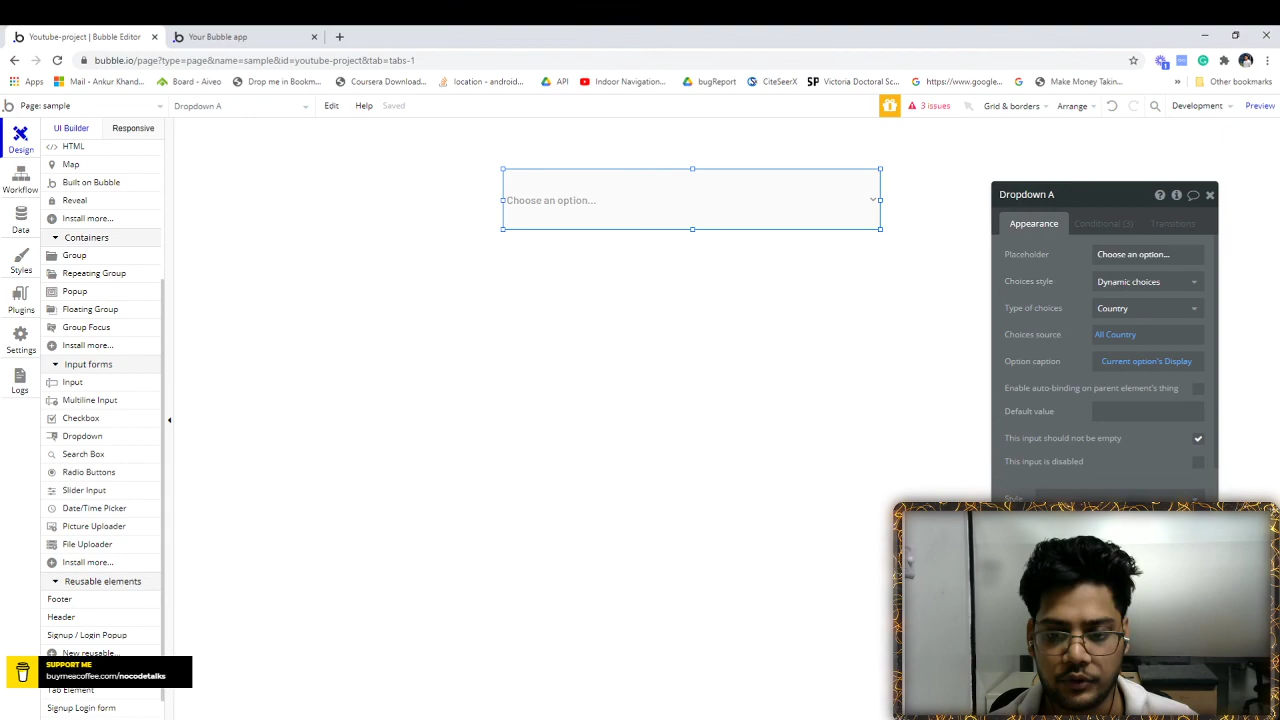 Youtube-project | Bubble Editor
Your Bubble app
bubble.io/page?type=page&name=sample&id=youtube-project&tab=tabs-1
Apps
Mail - Ankur Khand...
Board - Aiveo
Drop me in Bookm...
Coursera Download...
location - android...
API
Indoor Navigation...
bugReport
CiteSeerX
SP Victoria Doctoral Sc...
https://www.google...
Make Money Takin...
»
Other bookmarks
Page: sample
Dropdown A
Edit
Help
Saved
3 issues
Grid & borders
Arrange
Development
Preview
Design
Workflow
Data
Styles
Plugins
Settings
Logs
UI Builder
Responsive
HTML
Map
Built on Bubble
Reveal
Install more...
Containers
Group
Repeating Group
Popup
Floating Group
Group Focus
Install more...
Input forms
Input
Multiline Input
Checkbox
Dropdown
Search Box
Radio Buttons
Slider Input
Date/Time Picker
Picture Uploader
File Uploader
Install more...
Reusable elements
Footer
Header
Signup / Login Popup
New reusable...
Tab Element
Signup Login form
Choose an option...
Dropdown A
Appearance
Conditional (3)
Transitions
Placeholder
Choose an option...
Choices style
Dynamic choices
Type of choices
Country
Choices source
All Country
Option caption
Current option's Display
Enable auto-binding on parent element's thing
Default value
This input should not be empty
This input is disabled
Style
SUPPORT ME
buymeacoffee.com/nocodetalks